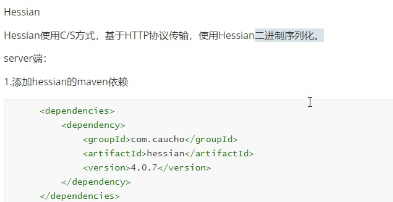 Hessian
Hessian使用C/S方式，基于HTTP协议传输，使用Hessian二进制序列化。
server端：
1.添加hessian的maven依赖
<dependencies>
<dependency>
<groupId>com.caucho</groupId>
<artifactId>hessian</artifactId>
<version>4.0.7</version>
</dependency>
</dependencies>